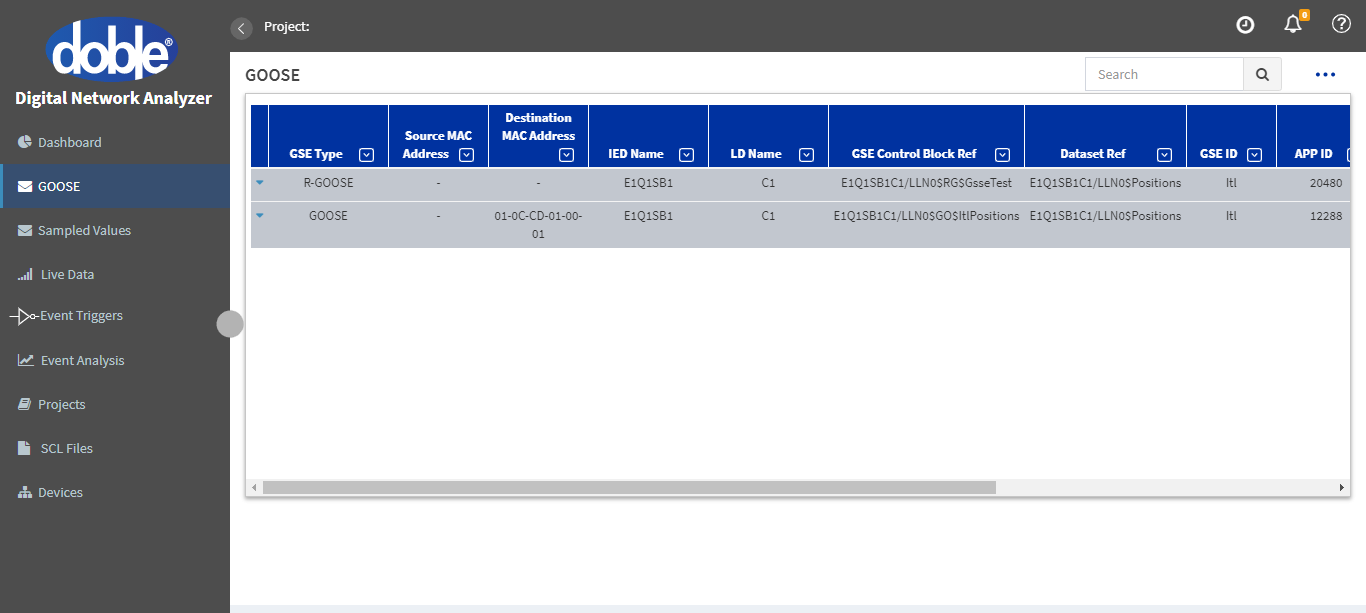 doble®
Digital Network Analyzer
Dashboard
GOOSE
Sampled Values
Live Data
Event Triggers
Event Analysis
Projects
SCL Files
Devices
Project:
0
GOOSE
Search
GSE Type
Source MAC
Address
Destination
MAC Address
IED Name
LD Name
GSE Control Block Ref
Dataset Ref
GSE ID
APP ID
R-GOOSE - - E1Q1SB1 C1 E1Q1SB1C1/LLN0$RG$GsseTest E1Q1SB1C1/LLN0$Positions Itl 20480
GOOSE - 01-0C-CD-01-00- E1Q1SB1 C1 E1Q1SB1C1/LLN0$GO$ItlPositions E1Q1SB1C1/LLN0$Positions Itl 12288
01